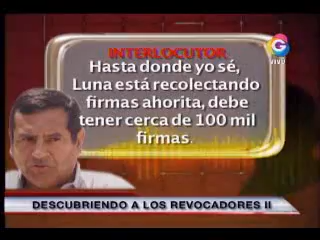 INTERLOCUTOR
Hasta donde yo sé,
Luna está recolectando
firmas ahorita, debe
tener cerca de 100 mil
firmas.
G
VIVO
DESCUBRIENDO A LOS REVOCADORES II